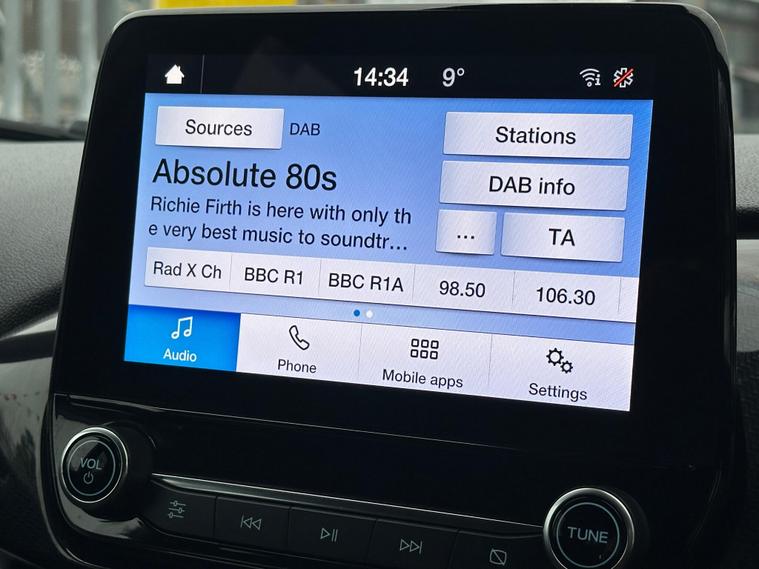 14:34 9°
Sources DAB Stations
Absolute 80s DAB info
Richie Firth is here with only th
e very best music to soundtr...
... TA
Rad X Ch BBC R1 BBC R1A 98.50 106.30
Audio Phone Mobile apps Settings
VOL
TUNE